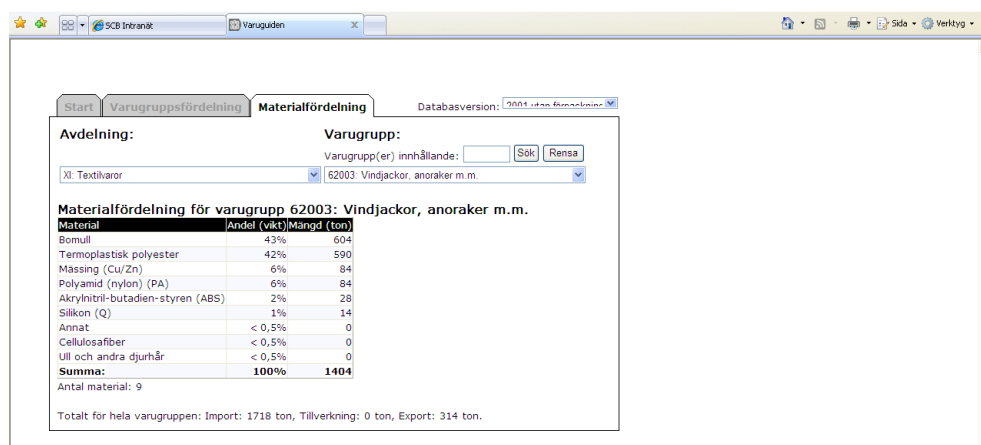 SCB Intranät Varuguiden Sida Verktyg
Start Varugruppsfördelning Materialfördelning Databasversion: 2001 utan förpackning
Avdelning: Varugrupp:
Varugrupp(er) innhållande: Sök Rensa
XI: Textilvaror 62003: Vindjackor, anoraker m.m.
Materialfördelning för varugrupp 62003: Vindjackor, anoraker m.m.
Material Andel (vikt) Mängd (ton)
Bomull 43% 604
Termoplastisk polyester 42% 590
Mässing (Cu/Zn) 6% 84
Polyamid (nylon) (PA) 6% 84
Akrylnitril-butadien-styren (ABS) 2% 28
Silikon (Q) 1% 14
Annat < 0,5% 0
Cellulosafiber < 0,5% 0
Ull och andra djurhår < 0,5% 0
Summa: 100% 1404
Antal material: 9
Totalt för hela varugruppen: Import: 1718 ton, Tillverkning: 0 ton, Export: 314 ton.